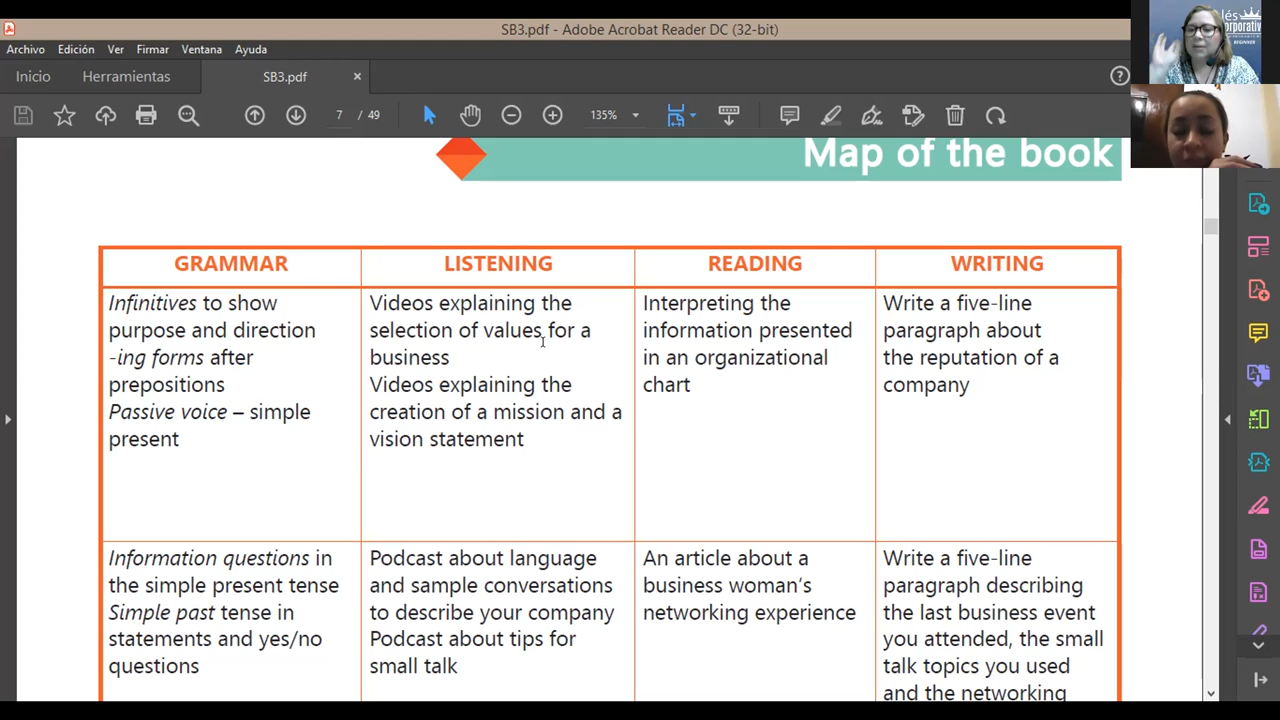 SB3.pdf - Adobe Acrobat Reader DC (32-bit)
Archivo Edición Ver Firmar Ventana Ayuda
Inicio Herramientas SB3.pdf ×
7 / 49 135%
BEGINNER
Map of the book
GRAMMAR
Infinitives to show
purpose and direction
-ing forms after
prepositions
Passive voice – simple
present
LISTENING
Videos explaining the
selection of values for a
business
Videos explaining the
creation of a mission and a
vision statement
READING
Interpreting the
information presented
in an organizational
chart
WRITING
Write a five-line
paragraph about
the reputation of a
company
Information questions in
the simple present tense
Simple past tense in
statements and yes/no
questions
Podcast about language
and sample conversations
to describe your company
Podcast about tips for
small talk
An article about a
business woman's
networking experience
Write a five-line
paragraph describing
the last business event
you attended, the small
talk topics you used
and the networking